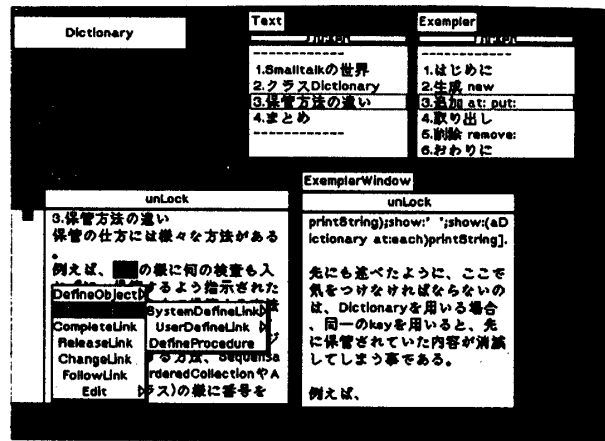 Dictionary
Text
1.Smalltalkの世界
2.クラスDictionary
3.保管方法の違い
4.まとめ
Exempler
1.はじめに
2.生成 new
3.追加 at: put:
4.取り出し
5.削除 remove:
6.おわりに
unLock
3.保管方法の違い
保管の仕方には様々な方法がある
。
例えば、 の様に何の検査も入
するよう指示された
DefineObject
CompleteLink
ReleaseLink
ChangeLink
FollowLink
Edit
SystemDefineLink
UserDefineLink
DefineProcedure
する方法、Sequensa
rderedCollectionやA
ラス)の様に番号を
ExemplerWindow
unLock
printString);show:' ';show:(aD
ictionary at:each)printString].
先にも述べたように、ここで
気をつけなければならないの
は、Dictionaryを用いる場合
、同一のkeyを用いると、先
に保管されていた内容が消滅
してしまう事である。
例えば、